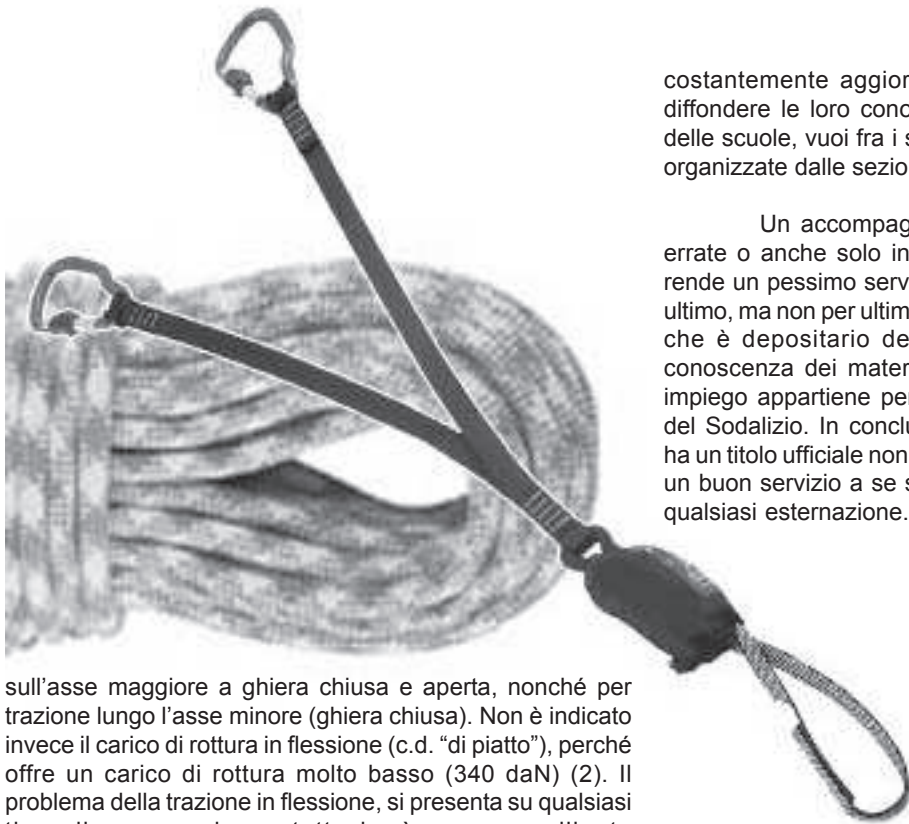 sull'asse maggiore a ghiera chiusa e aperta, nonché per
trazione lungo l'asse minore (ghiera chiusa). Non è indicato
invece il carico di rottura in flessione (c.d. “di piatto”), perché
offre un carico di rottura molto basso (340 daN) (2). Il
problema della trazione in flessione, si presenta su qualsiasi
costantemente aggior
diffondere le loro cono
delle scuole, vuoi fra i s
organizzate dalle sezio
Un accompag
errate o anche solo in
rende un pessimo serv
ultimo, ma non per ultim
che è depositario de
conoscenza dei mater
impiego appartiene per
del Sodalizio. In conclu
ha un titolo ufficiale non
un buon servizio a se s
qualsiasi esternazione.